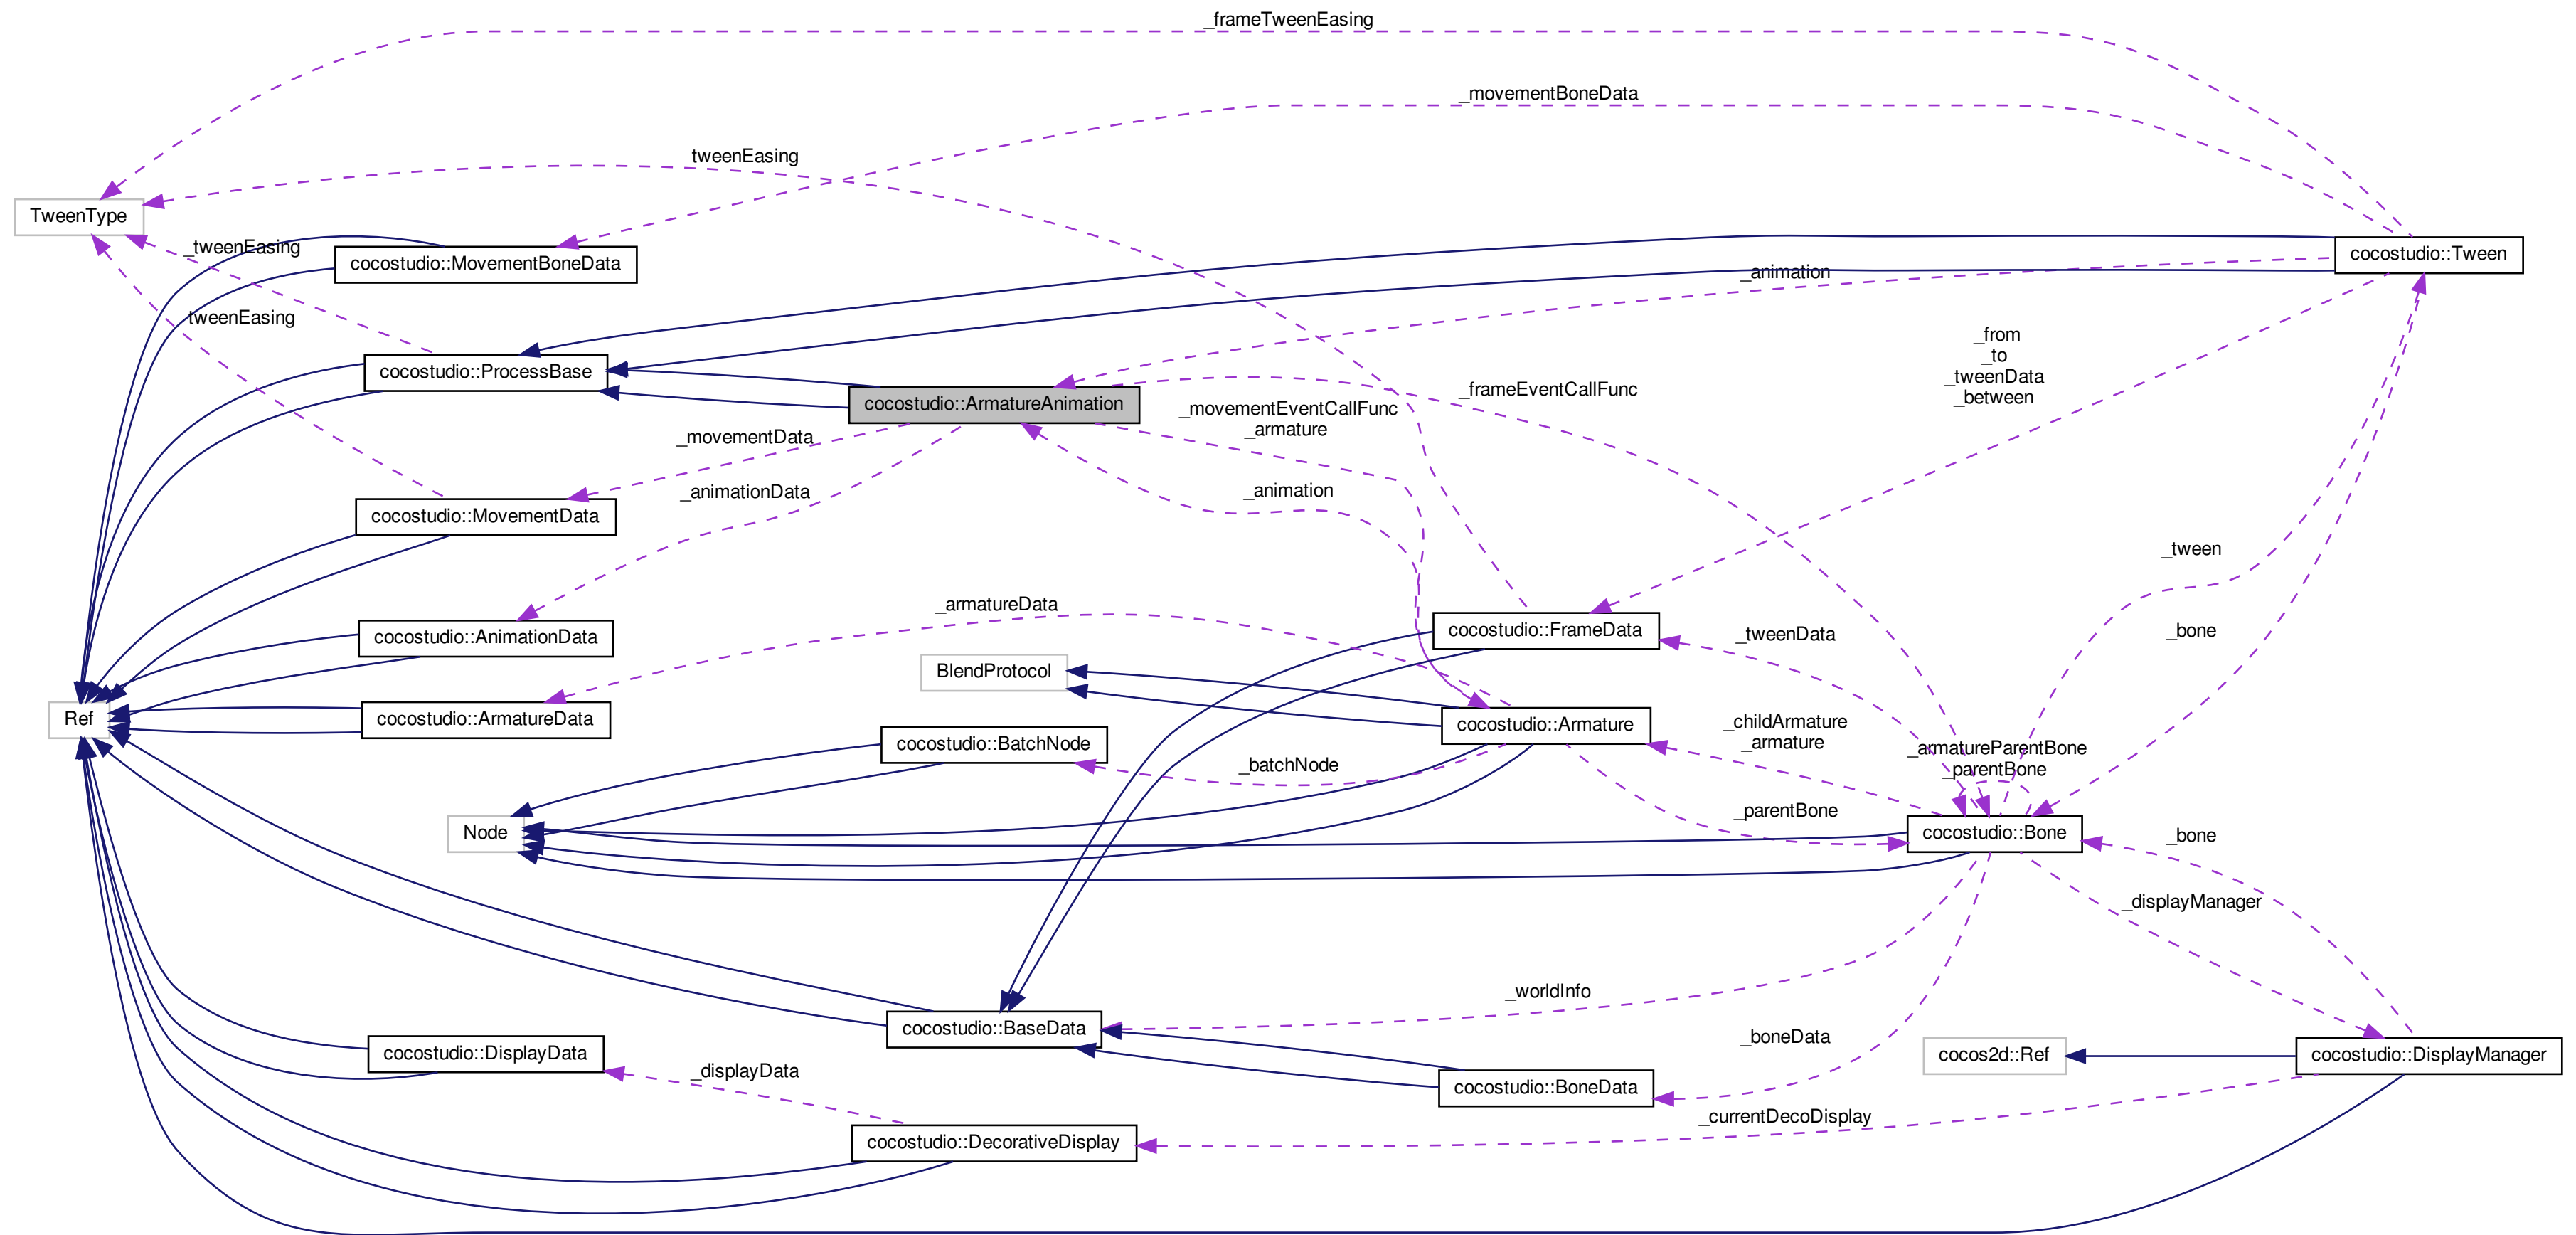 _frameTweenEasing
_movementBoneData
tweenEasing
TweenType
_tweenEasing
cocostudio::MovementBoneData
cocostudio::Tween
_animation
tweenEasing
_from
_to
_tweenData
_between
cocostudio::ProcessBase
cocostudio::ArmatureAnimation
_frameEventCallFunc
_movementEventCallFunc
_armature
_movementData
_animationData
_animation
cocostudio::MovementData
_tween
_armatureData
cocostudio::AnimationData
cocostudio::FrameData
_tweenData
_bone
BlendProtocol
Ref
cocostudio::ArmatureData
cocostudio::Armature
_childArmature
_armature
_armatureParentBone
_parentBone
cocostudio::BatchNode
_batchNode
_parentBone
Node
cocostudio::Bone
_bone
_displayManager
_worldInfo
cocostudio::BaseData
_boneData
cocostudio::DisplayData
cocos2d::Ref
cocostudio::DisplayManager
_displayData
cocostudio::BoneData
_currentDecoDisplay
cocostudio::DecorativeDisplay